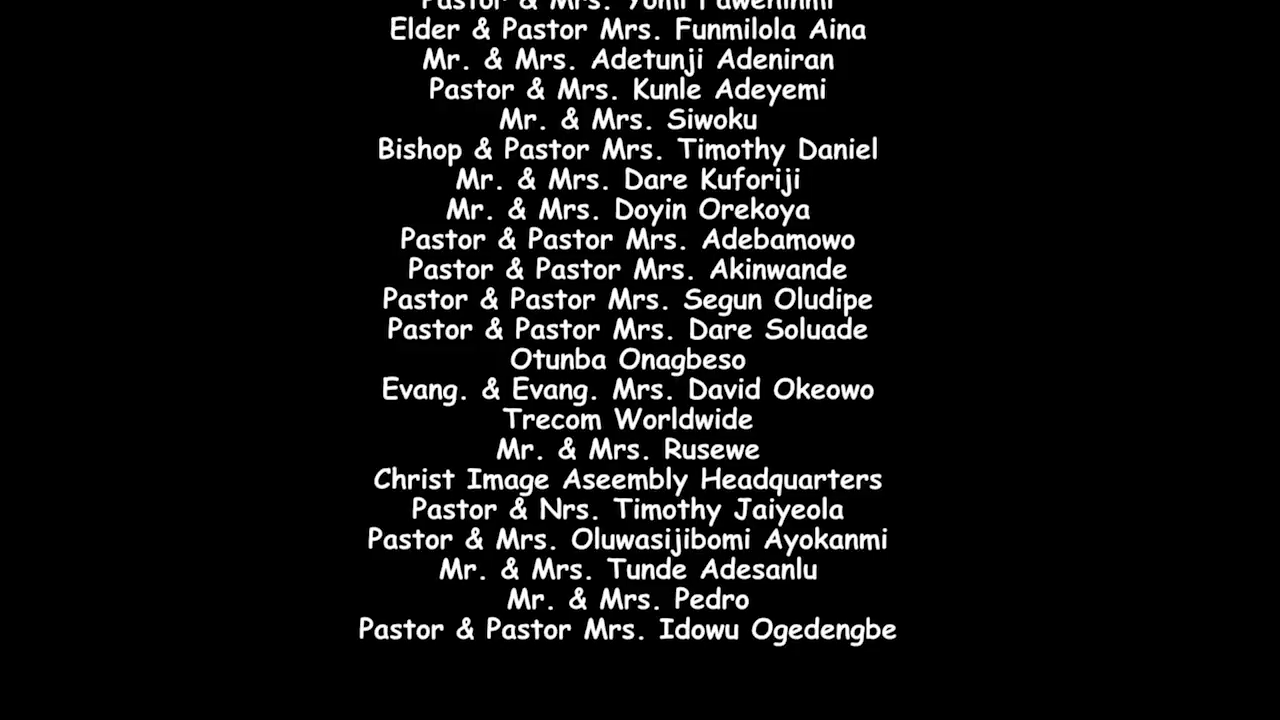 Pastor & Mrs. Yomi
Elder & Pastor Mrs. Funmilola Aina
Mr. & Mrs. Adetunji Adeniran
Pastor & Mrs. Kunle Adeyemi
Mr. & Mrs. Siwoku
Bishop & Pastor Mrs. Timothy Daniel
Mr. & Mrs. Dare Kuforiji
Mr. & Mrs. Doyin Orekoya
Pastor & Pastor Mrs. Adebamowo
Pastor & Pastor Mrs. Akinwande
Pastor & Pastor Mrs. Segun Oludipe
Pastor & Pastor Mrs. Dare Soluade
Otunba Onagbeso
Evang. & Evang. Mrs. David Okeowo
Trecom Worldwide
Mr. & Mrs. Rusewe
Christ Image Aseembly Headquarters
Pastor & Nrs. Timothy Jaiyeola
Pastor & Mrs. Oluwasijibomi Ayokanmi
Mr. & Mrs. Tunde Adesanlu
Mr. & Mrs. Pedro
Pastor & Pastor Mrs. Idowu Ogedengbe